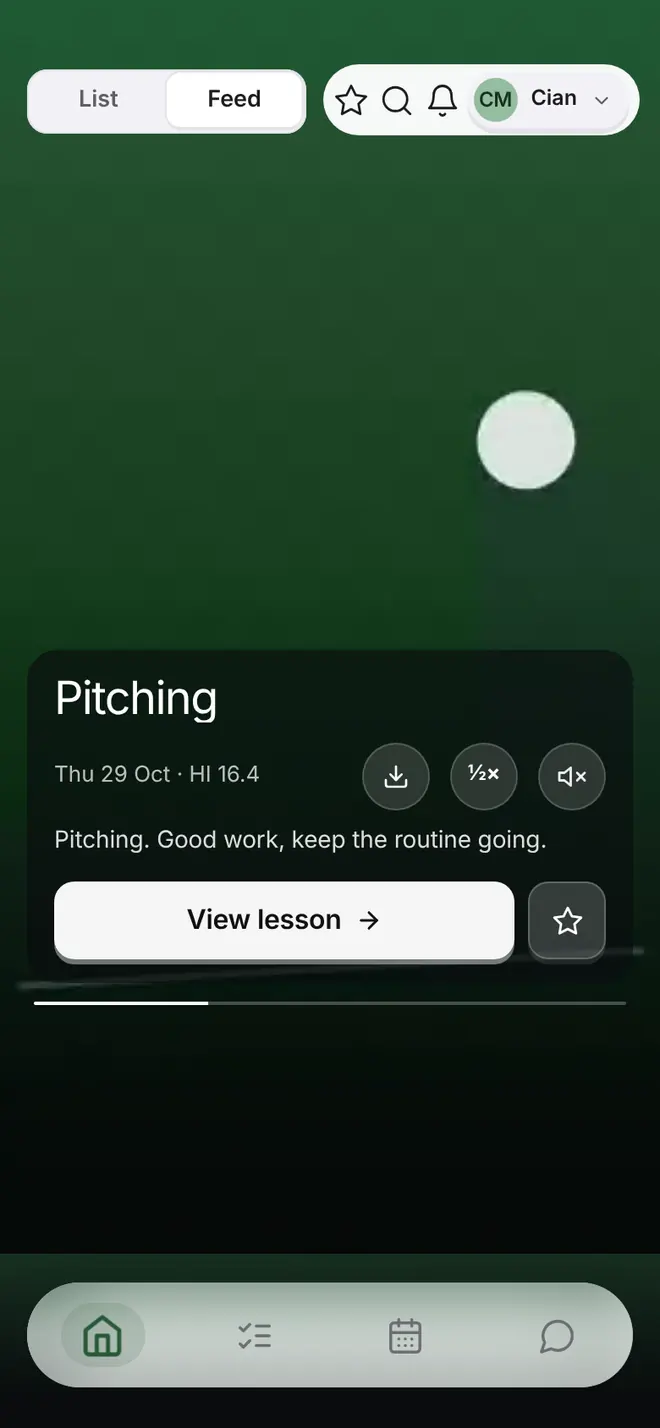 List
Feed
CM
Cian
Pitching
Thu 29 Oct · HI 16.4
½×
Pitching. Good work, keep the routine going.
View lesson →